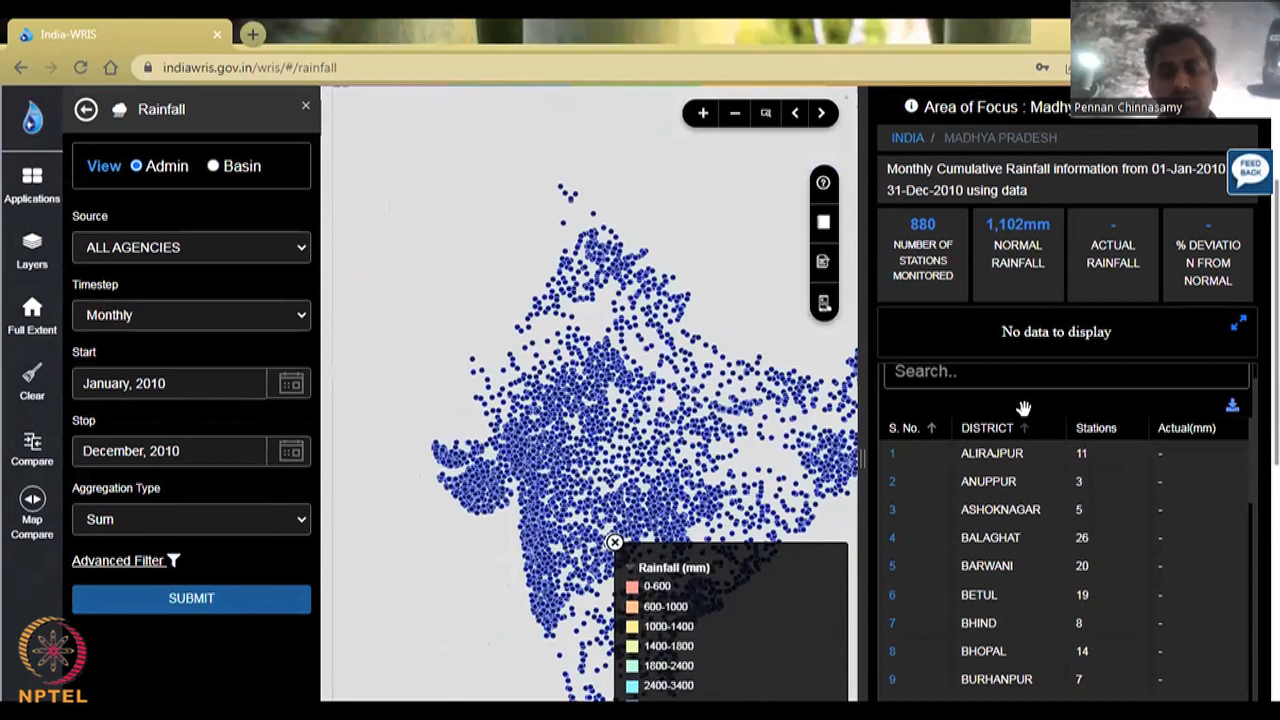 India-WRIS
indiawris.gov.in/wris/#/rainfall
Pennan Chinnasamy
Applications
Layers
Full Extent
Clear
Compare
Map Compare
Rainfall
View Admin Basin
Source
ALL AGENCIES
Timestep
Monthly
Start
January, 2010
Stop
December, 2010
Aggregation Type
Sum
Advanced Filter
SUBMIT
NPTEL
Rainfall (mm)
0-600
600-1000
1000-1400
1400-1800
1800-2400
2400-3400
Area of Focus : Madhy
INDIA / MADHYA PRADESH
Monthly Cumulative Rainfall information from 01-Jan-2010
31-Dec-2010 using data
FEED
BACK
880
NUMBER OF
STATIONS
MONITORED
1,102mm
NORMAL
RAINFALL
-
ACTUAL
RAINFALL
-
% DEVIATIO
N FROM
NORMAL
No data to display
Search..
S. No. DISTRICT Stations Actual(mm)
1 ALIRAJPUR 11 -
2 ANUPPUR 3 -
3 ASHOKNAGAR 5 -
4 BALAGHAT 26 -
5 BARWANI 20 -
6 BETUL 19 -
7 BHIND 8 -
8 BHOPAL 14 -
9 BURHANPUR 7 -